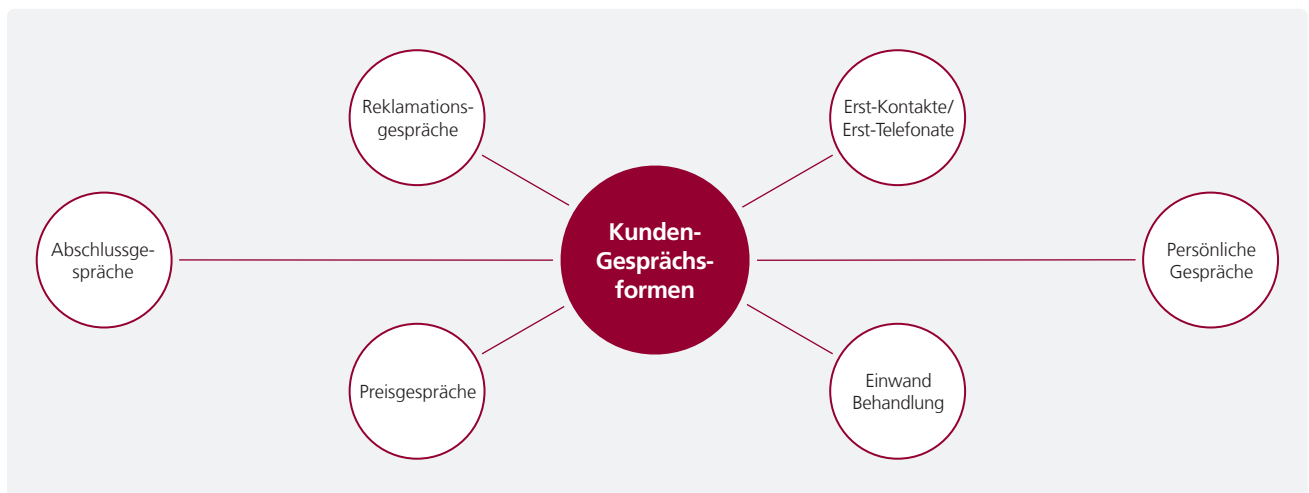 Reklamations-
gespräche
Erst-Kontakte/
Erst-Telefonate
Abschlussge-
spräche
Kunden-
Gesprächs-
formen
Persönliche
Gespräche
Preisgespräche
Einwand
Behandlung